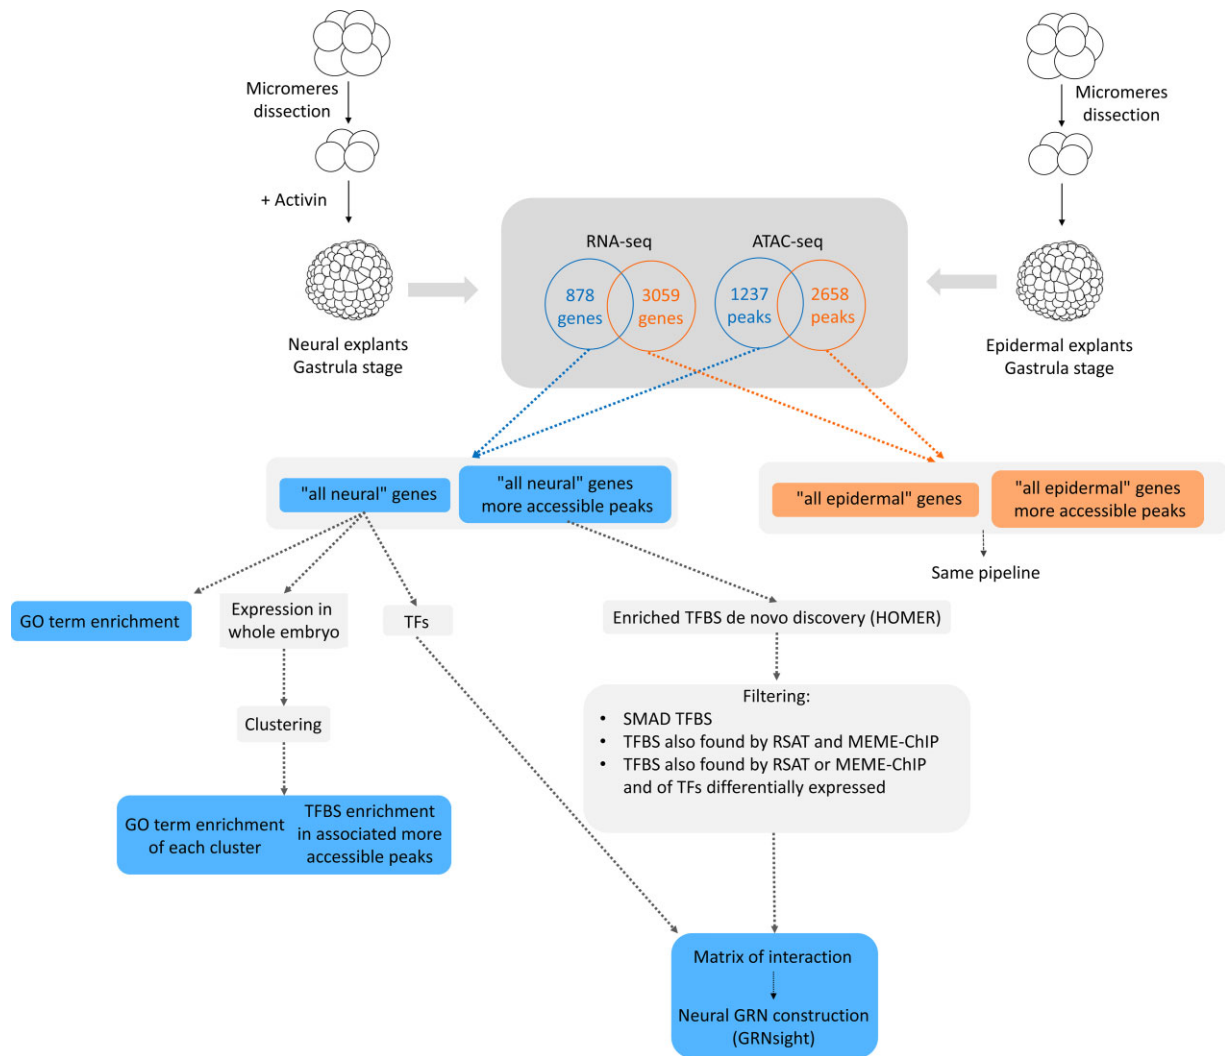 Micromeres
dissection
+ Activin
Neural explants
Gastrula stage
Micromeres
dissection
Epidermal explants
Gastrula stage
RNA-seq
ATAC-seq
878
genes
3059
genes
1237
peaks
2658
peaks
"all neural" genes
"all neural" genes
more accessible peaks
"all epidermal" genes
"all epidermal" genes
more accessible peaks
Same pipeline
GO term enrichment
Expression in
whole embryo
TFs
Enriched TFBS de novo discovery (HOMER)
Clustering
Filtering:
• SMAD TFBS
• TFBS also found by RSAT and MEME-ChIP
• TFBS also found by RSAT or MEME-ChIP
and of TFs differentially expressed
GO term enrichment
of each cluster
TFBS enrichment
in associated more
accessible peaks
Matrix of interaction
Neural GRN construction
(GRNsight)